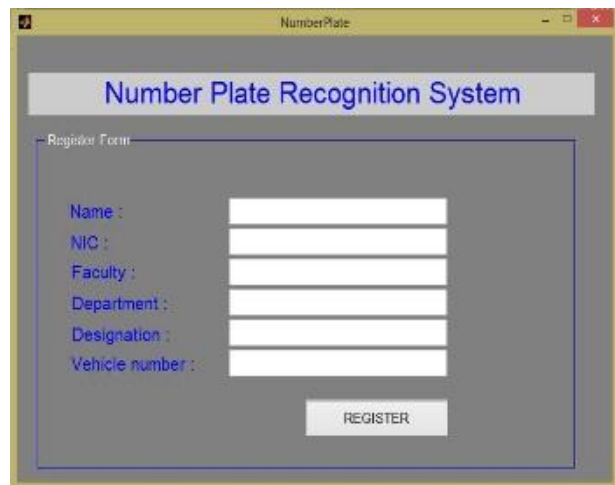 NumberPlate
Number Plate Recognition System
Register Form
Name :
NIC :
Faculty :
Department :
Designation :
Vehicle number :
REGISTER